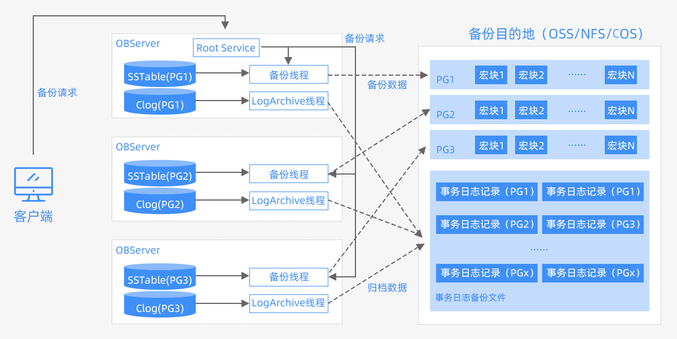 备份请求
客户端
OBServer
Root Service
备份请求
SSTable(PG1)
备份线程
Clog(PG1)
LogArchive线程
备份数据
OBServer
SSTable(PG2)
备份线程
Clog(PG2)
LogArchive线程
OBServer
SSTable(PG3)
备份线程
Clog(PG3)
LogArchive线程
归档数据
备份目的地（OSS/NFS/COS）
PG1 宏块1 宏块2 ...... 宏块N
PG2 宏块1 宏块2 ...... 宏块N
PG3 宏块1 宏块2 ...... 宏块N
事务日志记录（PG1） 事务日志记录（PG1）
事务日志记录（PG2） 事务日志记录（PG3）
......
事务日志记录（PGx） 事务日志记录（PGx）
事务日志备份文件